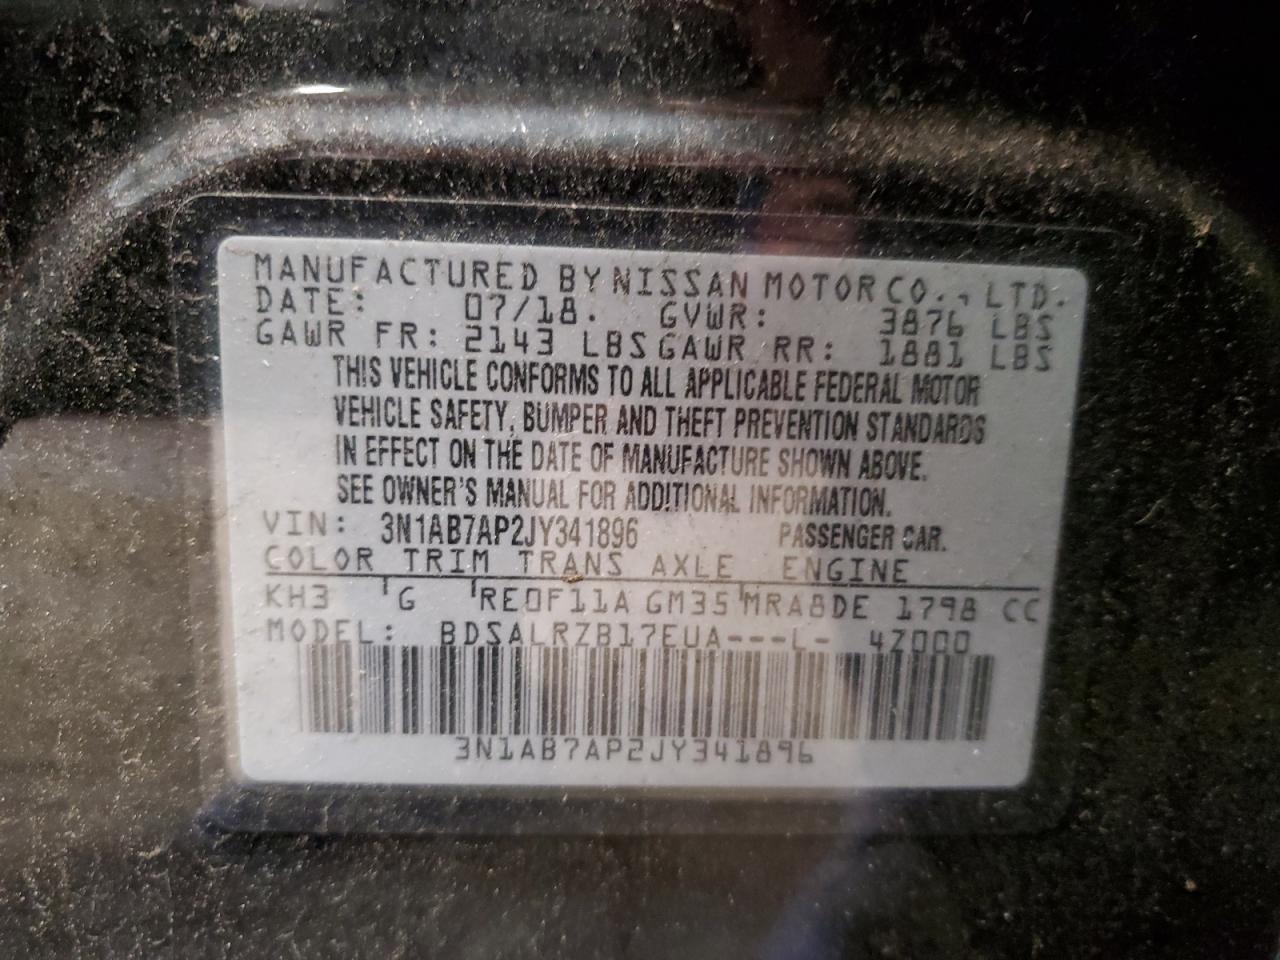 MANUFACTURED BY NISSAN MOTOR CO., LTD.
DATE: 07/18. GVWR: 3876 LBS
GAWR FR: 2143 LBS GAWR RR: 1881 LBS
THIS VEHICLE CONFORMS TO ALL APPLICABLE FEDERAL MOTOR
VEHICLE SAFETY, BUMPER AND THEFT PREVENTION STANDARDS
IN EFFECT ON THE DATE OF MANUFACTURE SHOWN ABOVE.
SEE OWNER'S MANUAL FOR ADDITIONAL INFORMATION.
VIN: 3N1AB7AP2JY341896 PASSENGER CAR.
COLOR TRIM TRANS AXLE ENGINE
KH3 G RE0F11A GM35 MRA8DE 1798 CC
MODEL: BDSALRZB17EUA---L- 4Z000
3N1AB7AP2JY341896